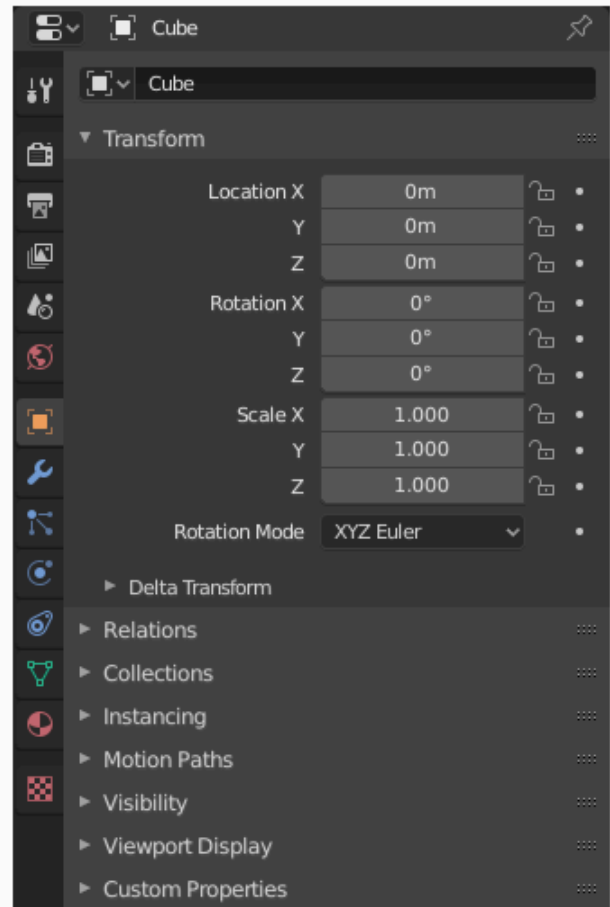 Cube
Cube
Transform
Location X 0m
Y 0m
Z 0m
Rotation X 0°
Y 0°
Z 0°
Scale X 1.000
Y 1.000
Z 1.000
Rotation Mode XYZ Euler
Delta Transform
Relations
Collections
Instancing
Motion Paths
Visibility
Viewport Display
Custom Properties